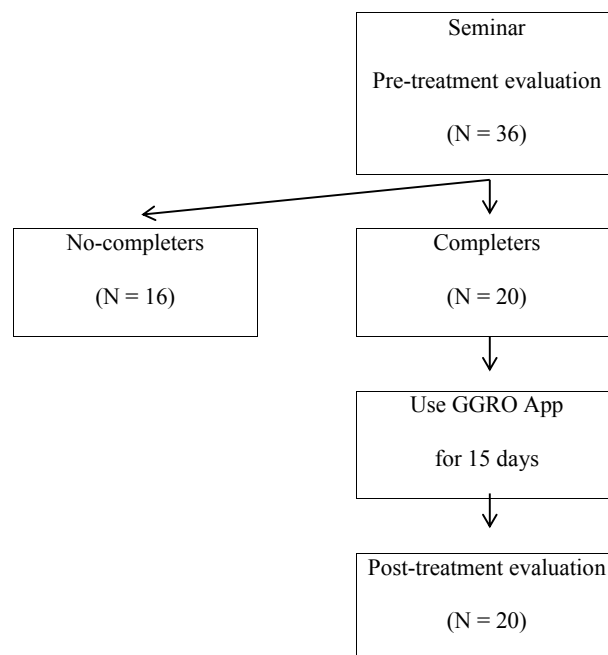 Seminar
Pre-treatment evaluation
(N = 36)
No-completers
(N = 16)
Completers
(N = 20)
Use GGRO App
for 15 days
Post-treatment evaluation
(N = 20)